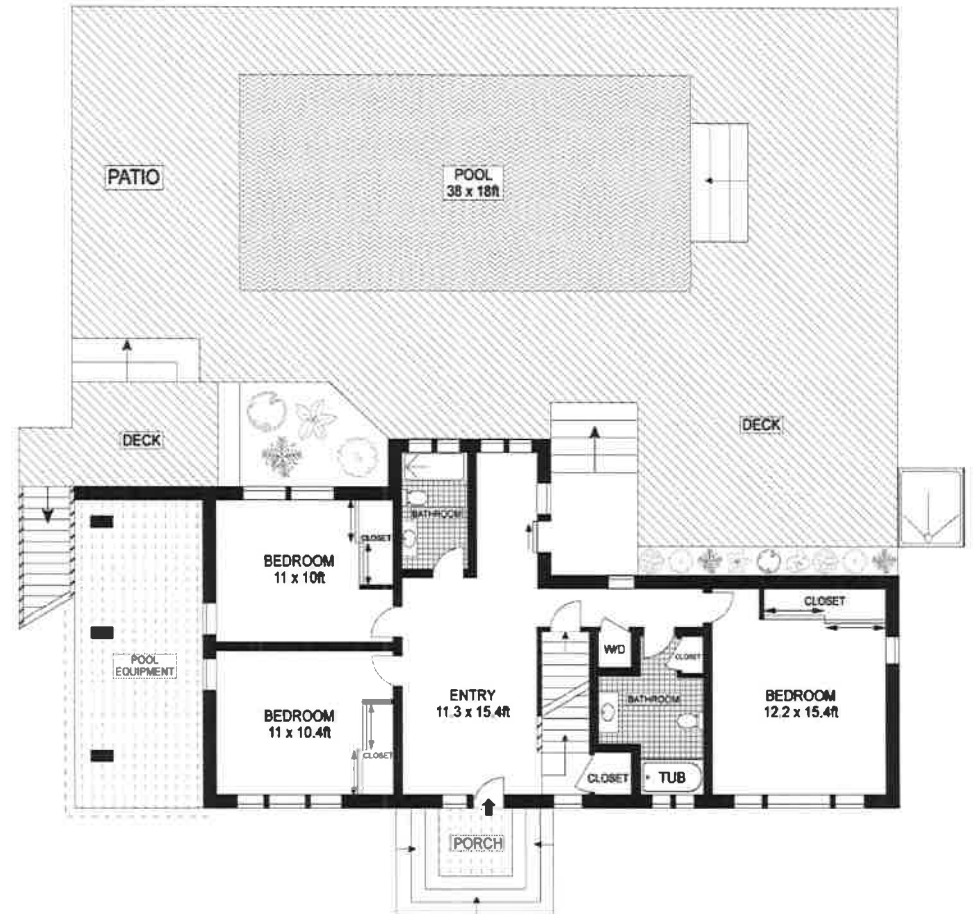 PATIO
POOL
38 x 18ft
DECK
DECK
BATHROOM
CLOSET
BEDROOM
11 x 10ft
CLOSET
POOL
EQUIPMENT
W/D
CLOSET
BATHROOM
ENTRY
11.3 x 15.4ft
BEDROOM
12.2 x 15.4ft
BEDROOM
11 x 10.4ft
CLOSET
CLOSET
TUB
PORCH